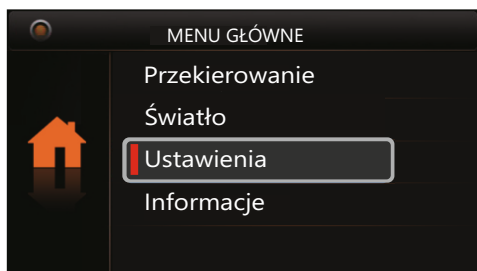 MENU GŁÓWNE
Przekierowanie
Światło
Ustawienia
Informacje